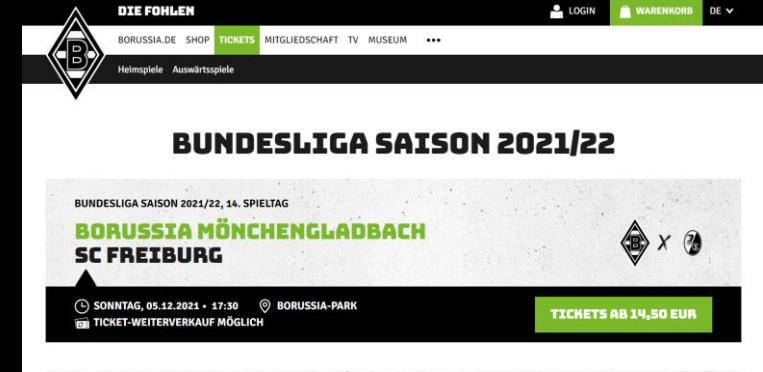 DIE FOHLEN
LOGIN WARENKORB DE
BORUSSIA.DE SHOP TICKETS MITGLIEDSCHAFT TV MUSEUM •••
B
Heimspiele Auswärtsspiele
BUNDESLIGA SAISON 2021/22
BUNDESLIGA SAISON 2021/22, 14. SPIELTAG
BORUSSIA MÖNCHENGLADBACH
SC FREIBURG
B X
SONNTAG, 05.12.2021 • 17:30 BORUSSIA-PARK
TICKET-WEITERVERKAUF MÖGLICH
TICKETS AB 14,50 EUR